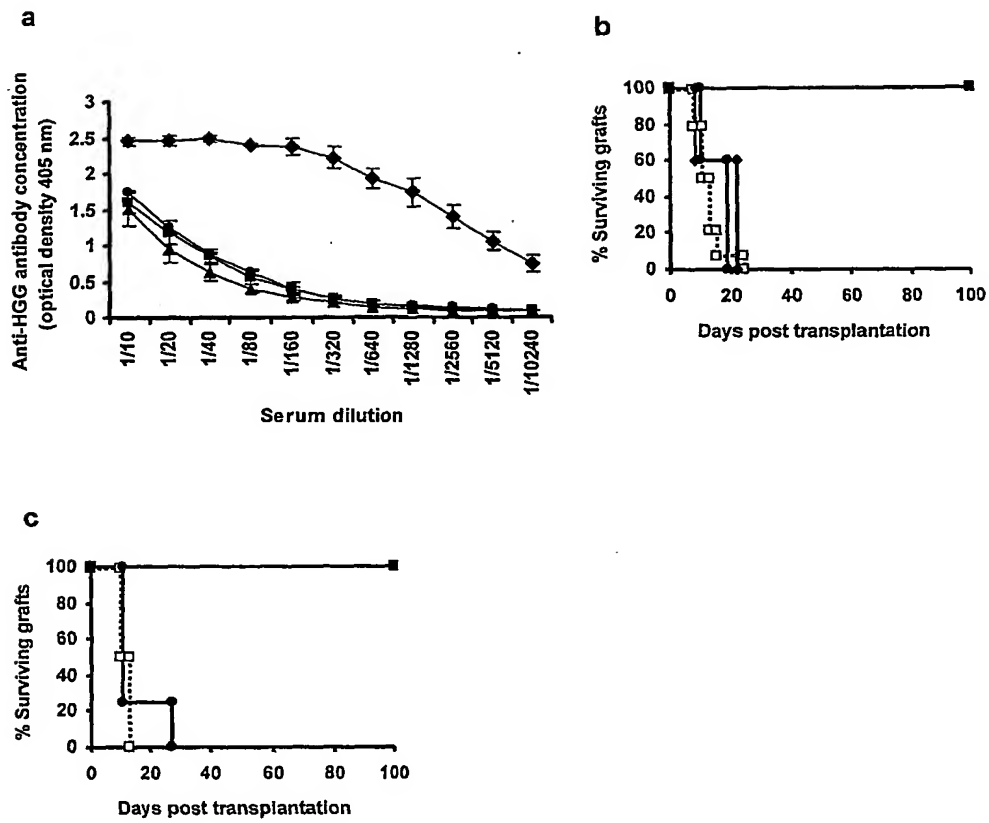 a
Anti-HGG antibody concentration
(optical density 405 nm)
3
2.5
2
1.5
1
0.5
0
1/10
1/20
1/40
1/80
1/160
1/320
1/640
1/1280
1/2560
1/5120
1/10240
Serum dilution
b
% Surviving grafts
100
80
60
40
20
0
0 20 40 60 80 100
Days post transplantation
c
% Surviving grafts
100
80
60
40
20
0
0 20 40 60 80 100
Days post transplantation